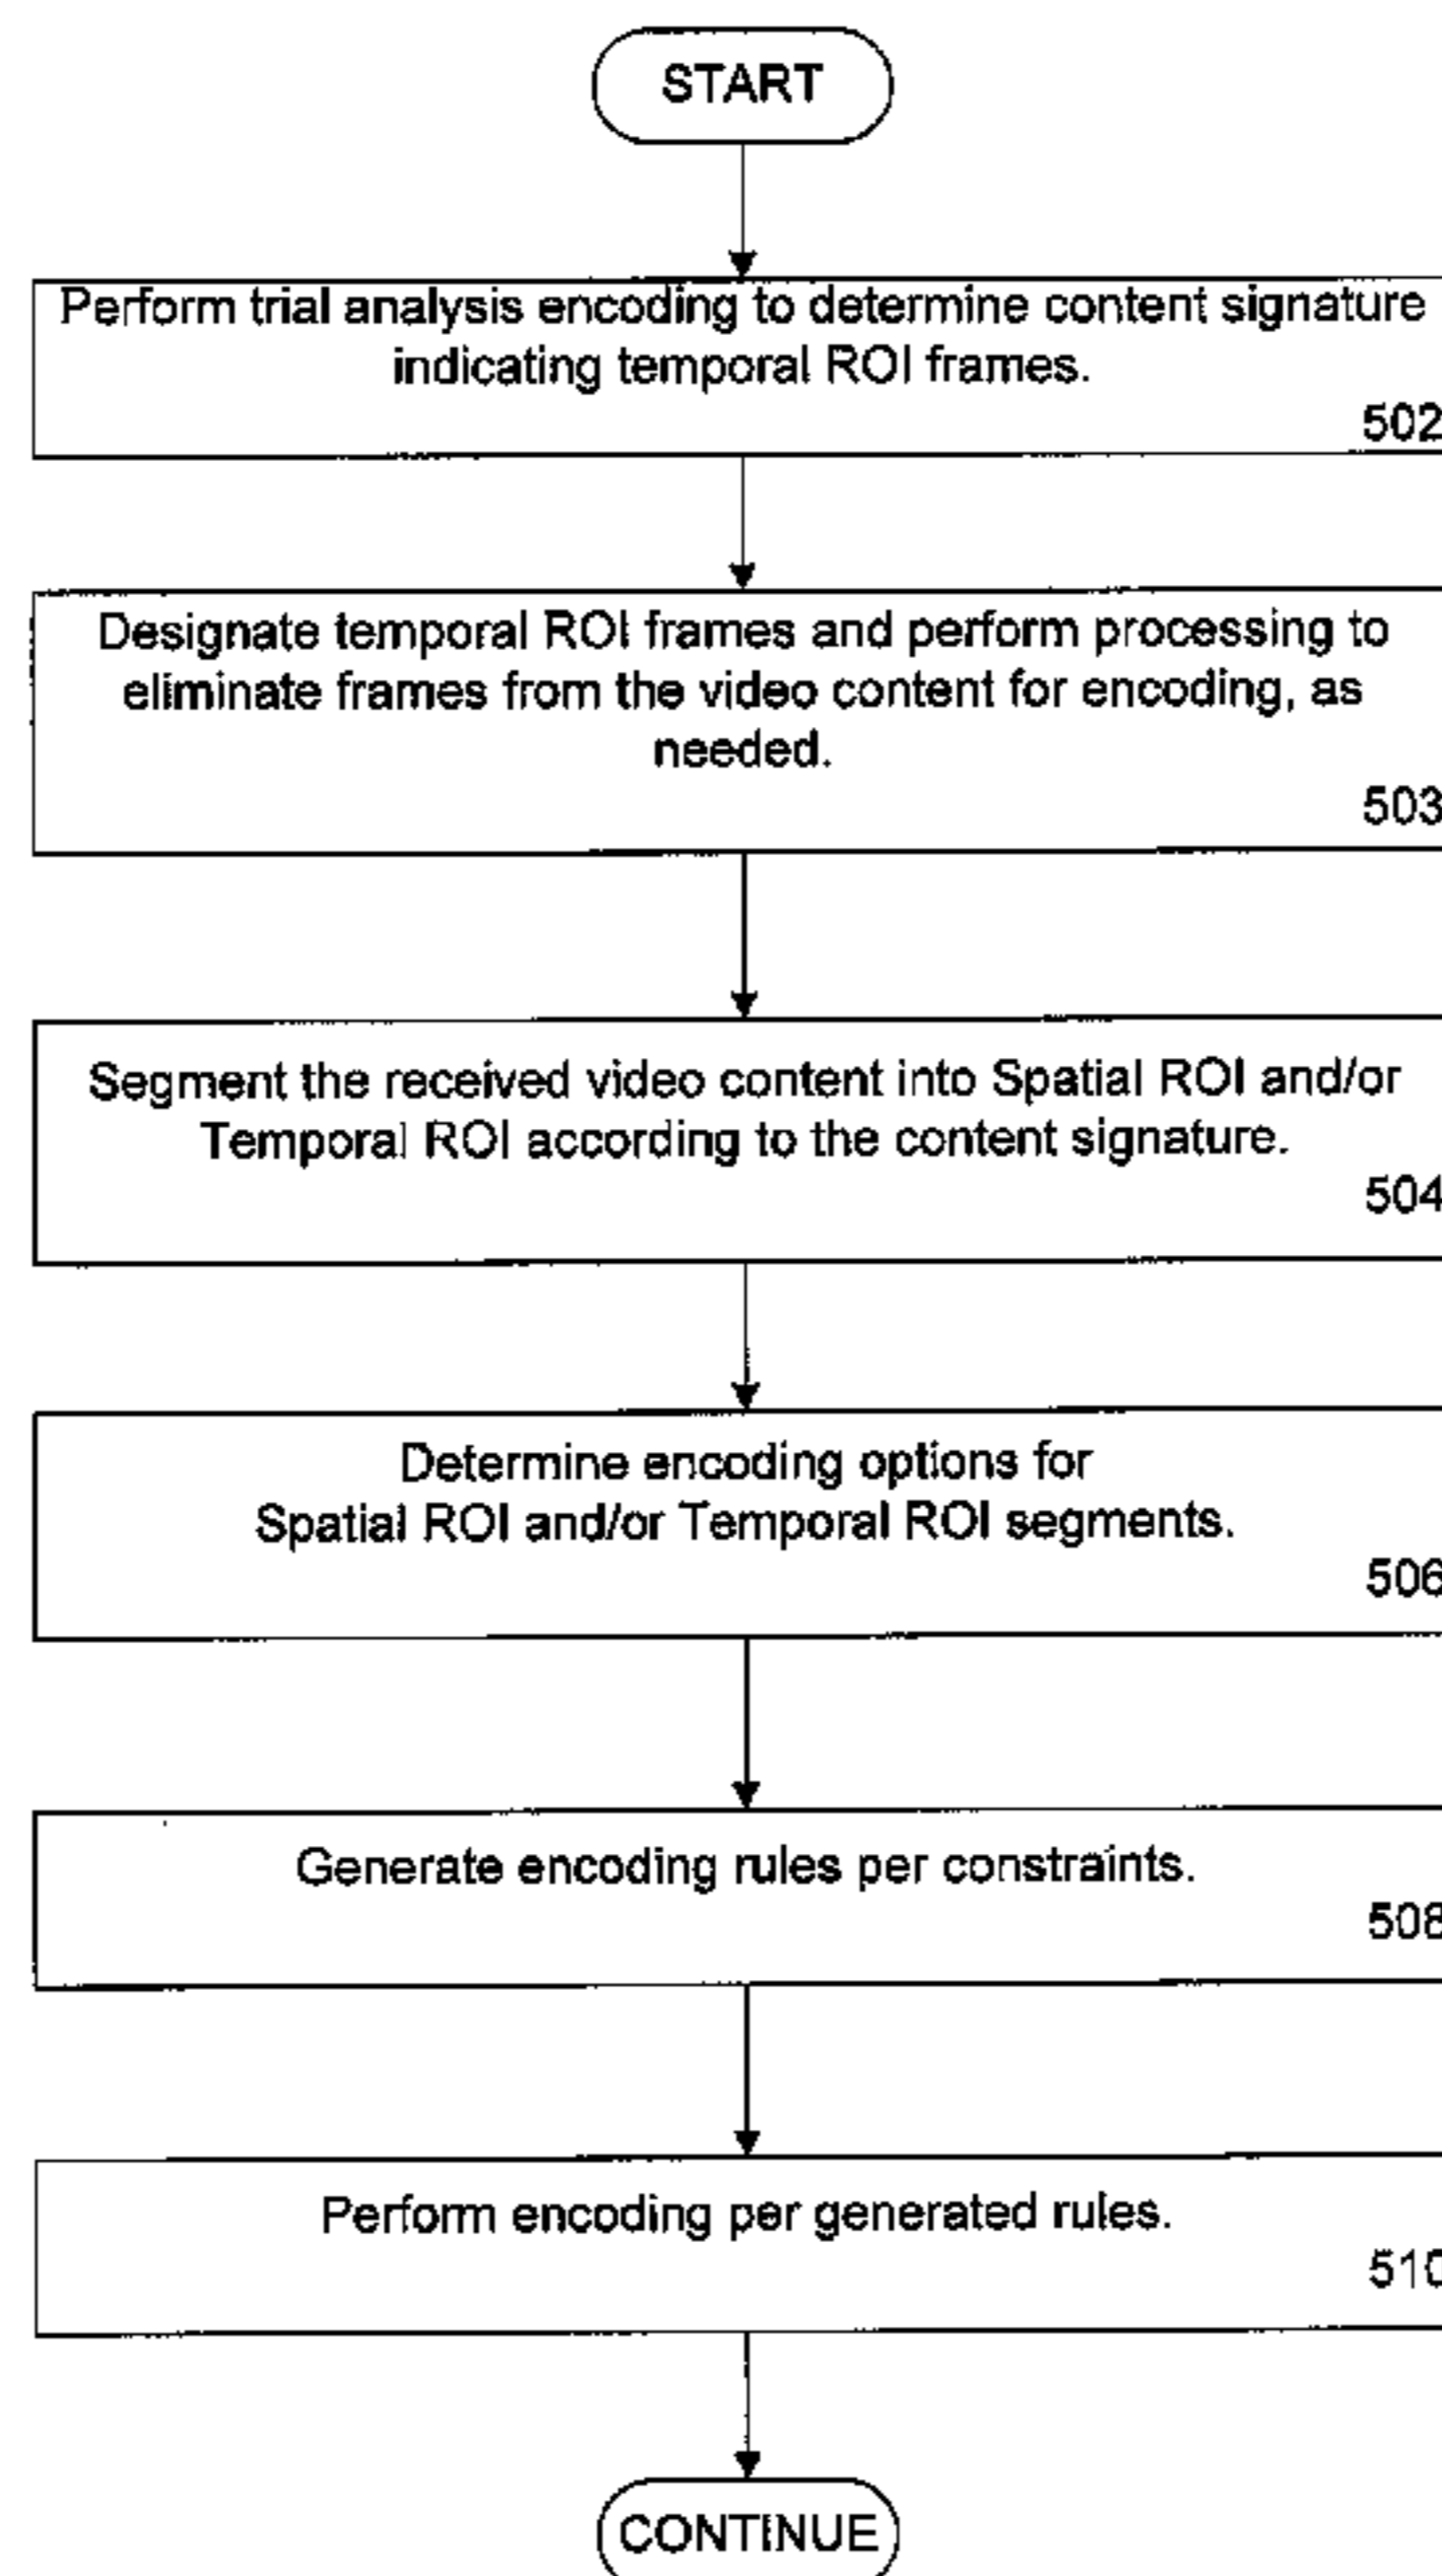 START
Perform trial analysis encoding to determine content signature
indicating temporal ROI frames.
502
Designate temporal ROI frames and perform processing to
eliminate frames from the video content for encoding, as
needed.
503
Segment the received video content into Spatial ROI and/or
Temporal ROI according to the content signature.
504
Determine encoding options for
Spatial ROI and/or Temporal ROI segments.
506
Generate encoding rules per constraints.
508
Perform encoding per generated rules.
510
CONTINUE